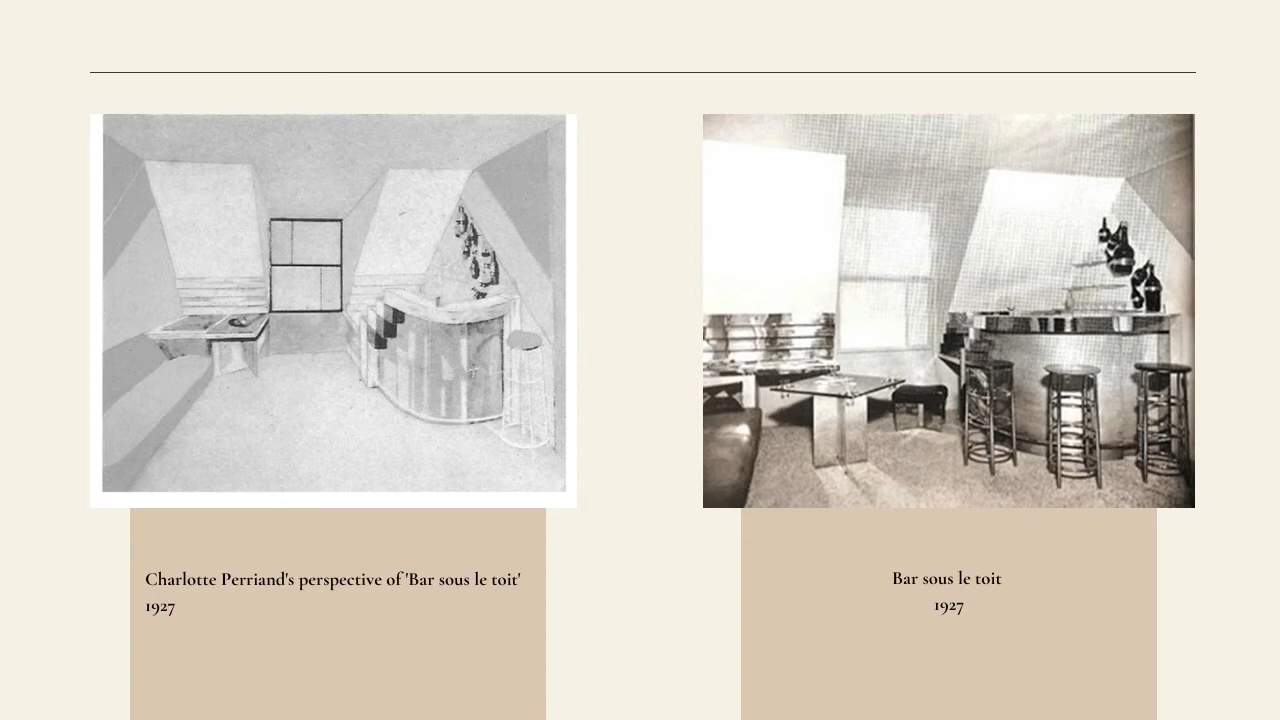 Charlotte Perriand's perspective of 'Bar sous le toit'
1927
Bar sous le toit
1927